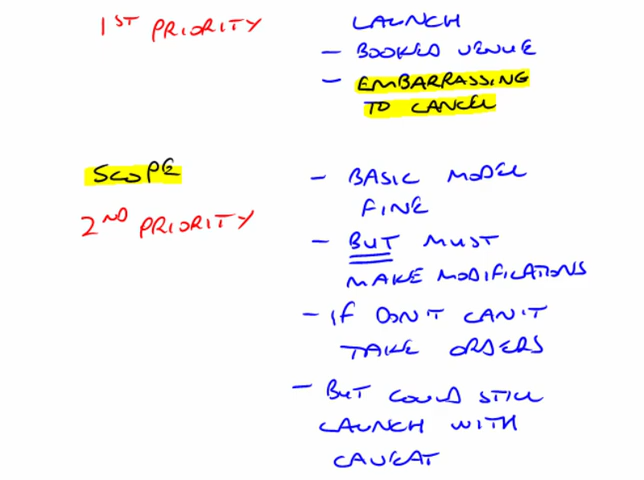 1ST PRIORITY
LAUNCH
- BOOKED VENUE
- EMBARRASSING
TO CANCEL
SCOPE
2ND PRIORITY
- BASIC MODEL
FINE
- BUT MUST
MAKE MODIFICATIONS
- IF DON'T CAN'T
TAKE ORDERS
- BUT COULD STILL
LAUNCH WITH
CAVEAT